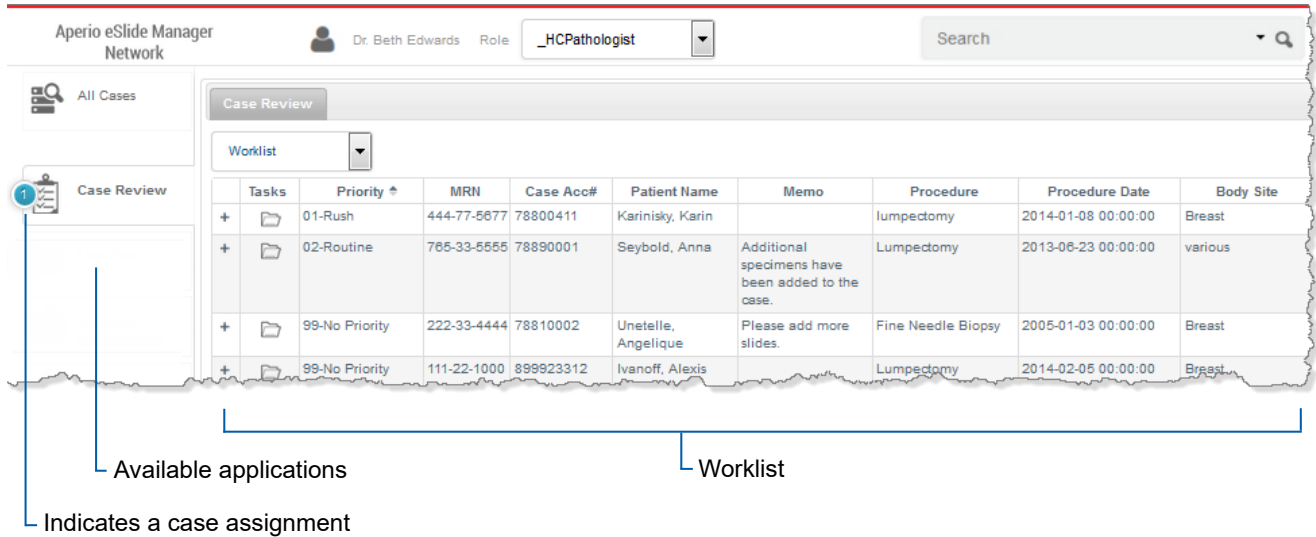 Aperio eSlide Manager
Network
Dr. Beth Edwards Role _HCPathologist Search
All Cases
Case Review
Worklist
1 Case Review
Tasks Priority MRN Case Acc# Patient Name Memo Procedure Procedure Date Body Site
+ 01-Rush 444-77-5677 78800411 Karinisky, Karin lumpectomy 2014-01-08 00:00:00 Breast
+ 02-Routine 765-33-5555 78890001 Seybold, Anna Additional Lumpectomy 2013-06-23 00:00:00 various
specimens have
been added to the
case.
+ 99-No Priority 222-33-4444 78810002 Unetelle, Please add more Fine Needle Biopsy 2005-01-03 00:00:00 Breast
Angelique slides.
+ 99-No Priority 111-22-1000 899923312 Ivanoff, Alexis Lumpectomy 2014-02-05 00:00:00 Breast
Available applications
Worklist
Indicates a case assignment